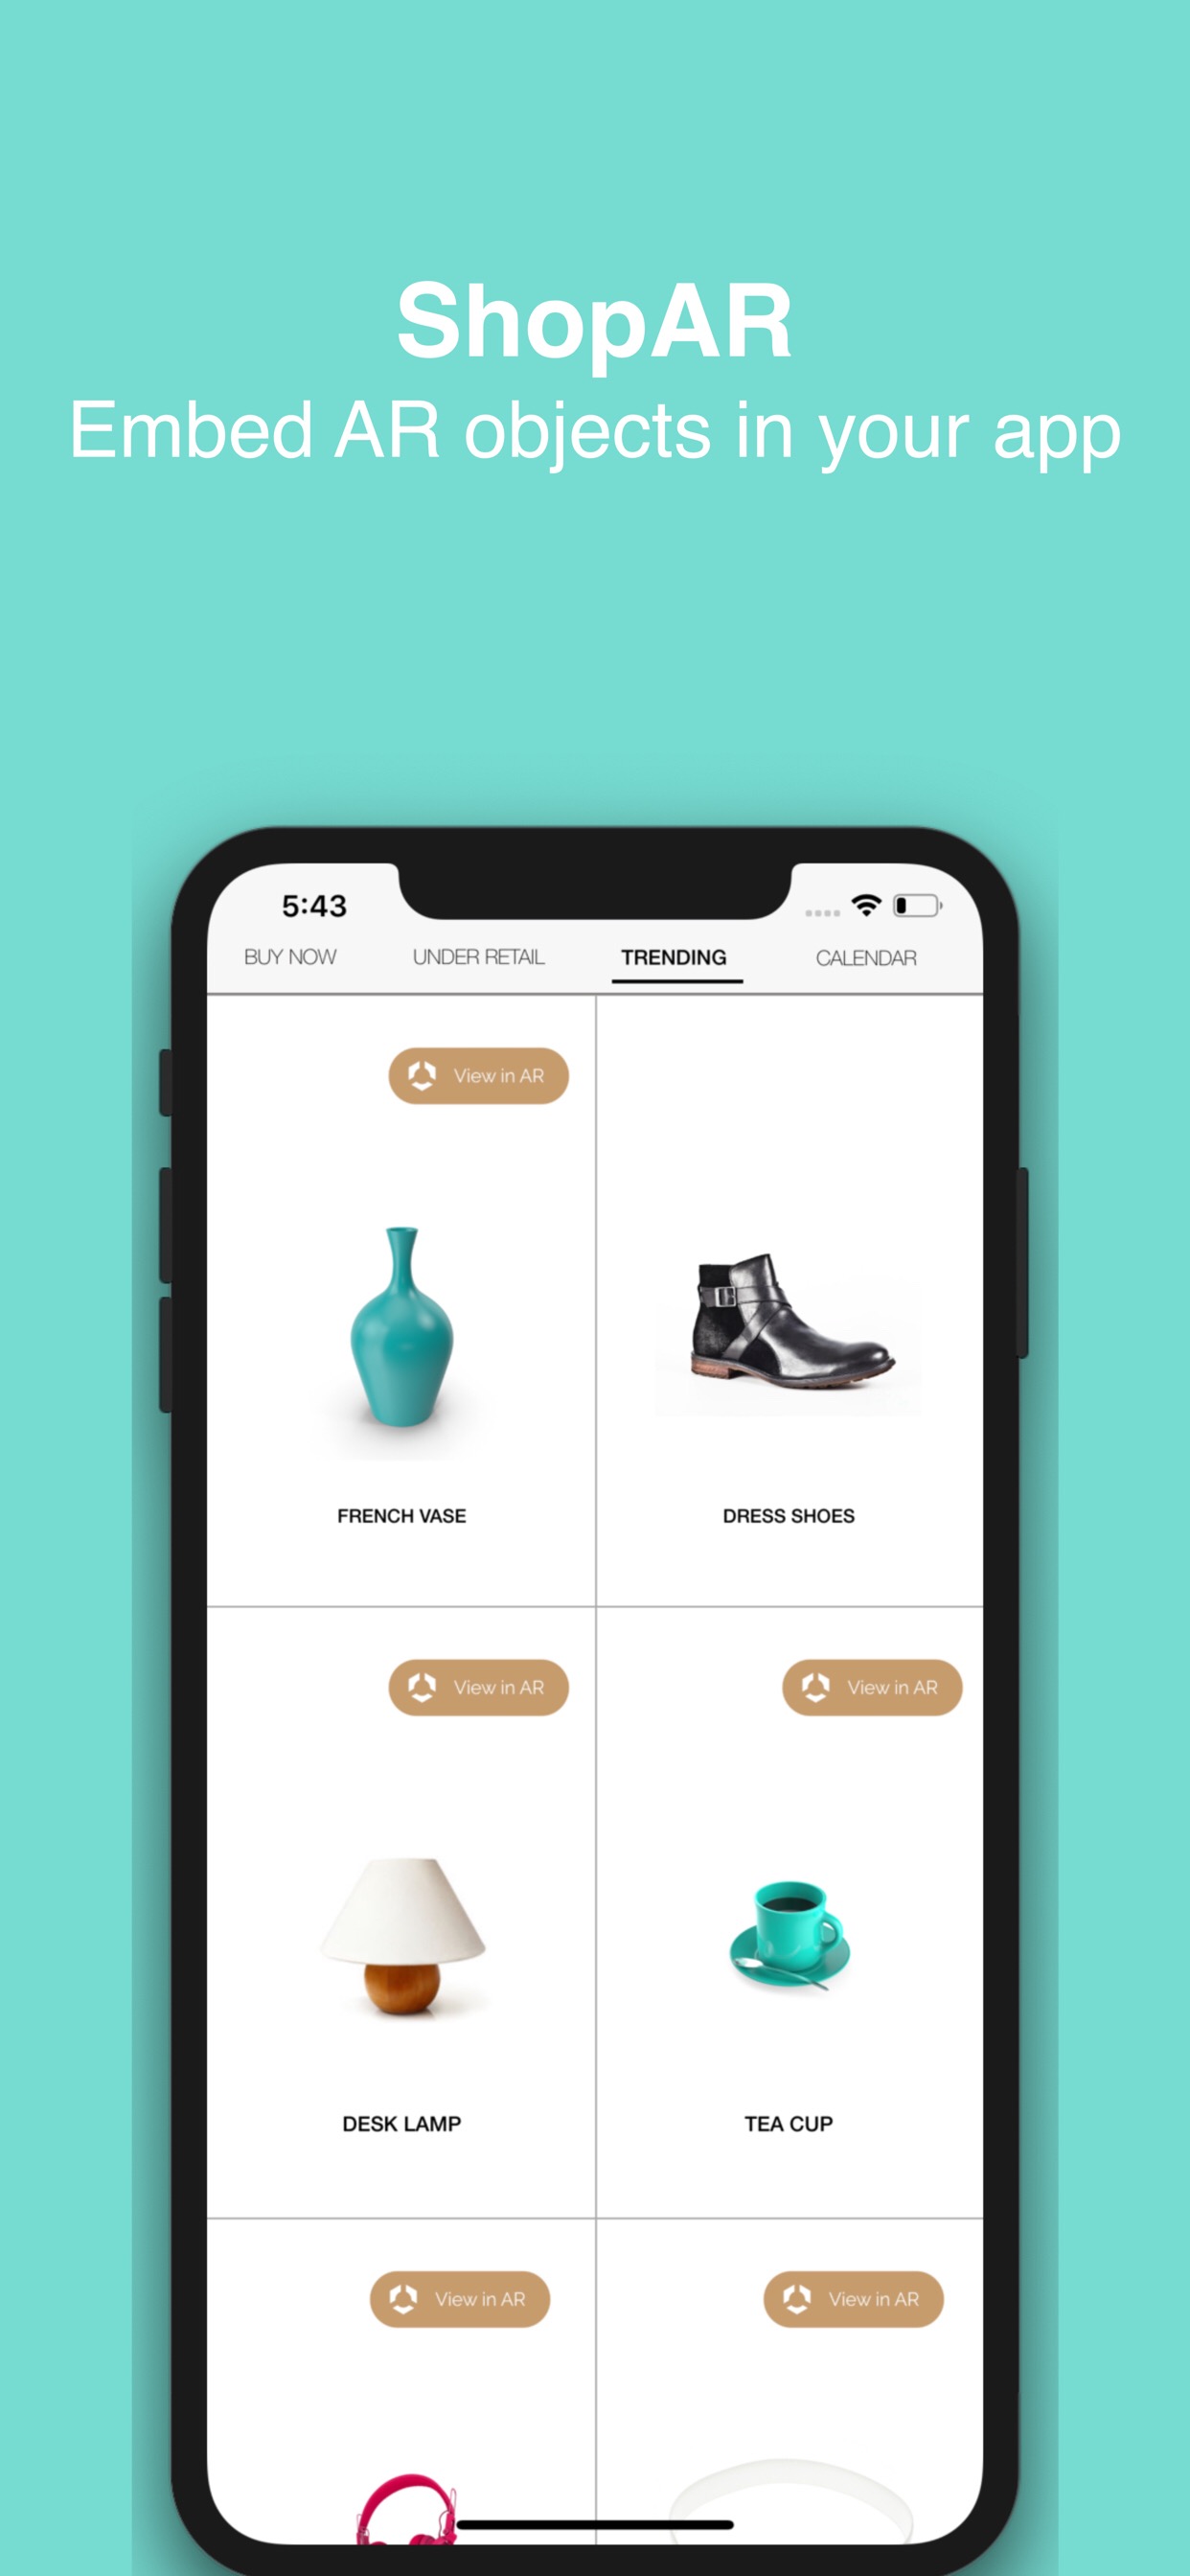 ShopAR
Embed AR objects in your app
5:43
BUY NOW UNDER RETAIL TRENDING CALENDAR
View in AR
FRENCH VASE DRESS SHOES
View in AR View in AR
DESK LAMP TEA CUP
View in AR View in AR